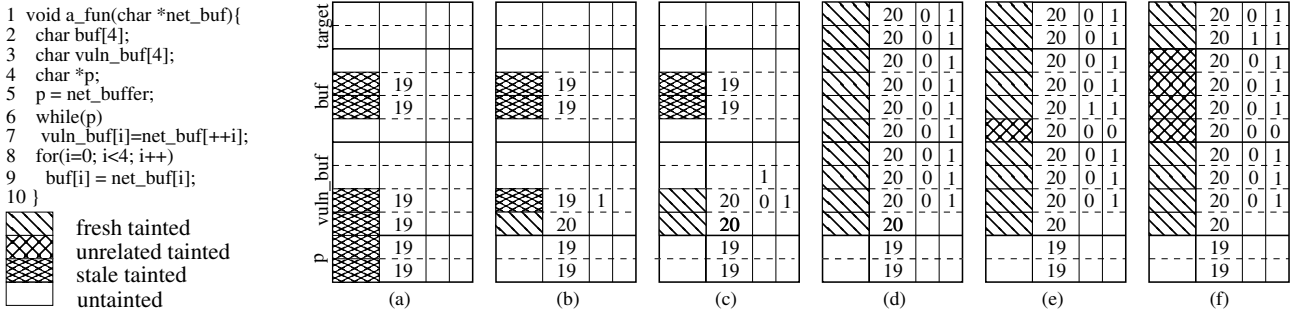 1 void a_fun(char *net_buf){
2 char buf[4];
3 char vuln_buf[4];
4 char *p;
5 p = net_buffer;
6 while(p)
7 vuln_buf[i]=net_buf[++i];
8 for(i=0; i<4; i++)
9 buf[i] = net_buf[i];
10 }
fresh tainted
unrelated tainted
stale tainted
untainted
target
buf
vuln_buf
p
19
19
19
19
19
19
(a)
19
19
19 1
20
19
19
(b)
19
19
1
20 0 1
20
19
19
(c)
20 0 1
20 0 1
20 0 1
20 0 1
20 0 1
20 0 1
20 0 1
20 0 1
20 0 1
20
19
19
(d)
20 0 1
20 0 1
20 0 1
20 0 1
20 1 1
20 0 0
20 0 1
20 0 1
20 0 1
20
19
19
(e)
20 0 1
20 1 1
20 0 1
20 0 1
20 0 1
20 0 0
20 0 1
20 0 1
20 0 1
20
19
19
(f)